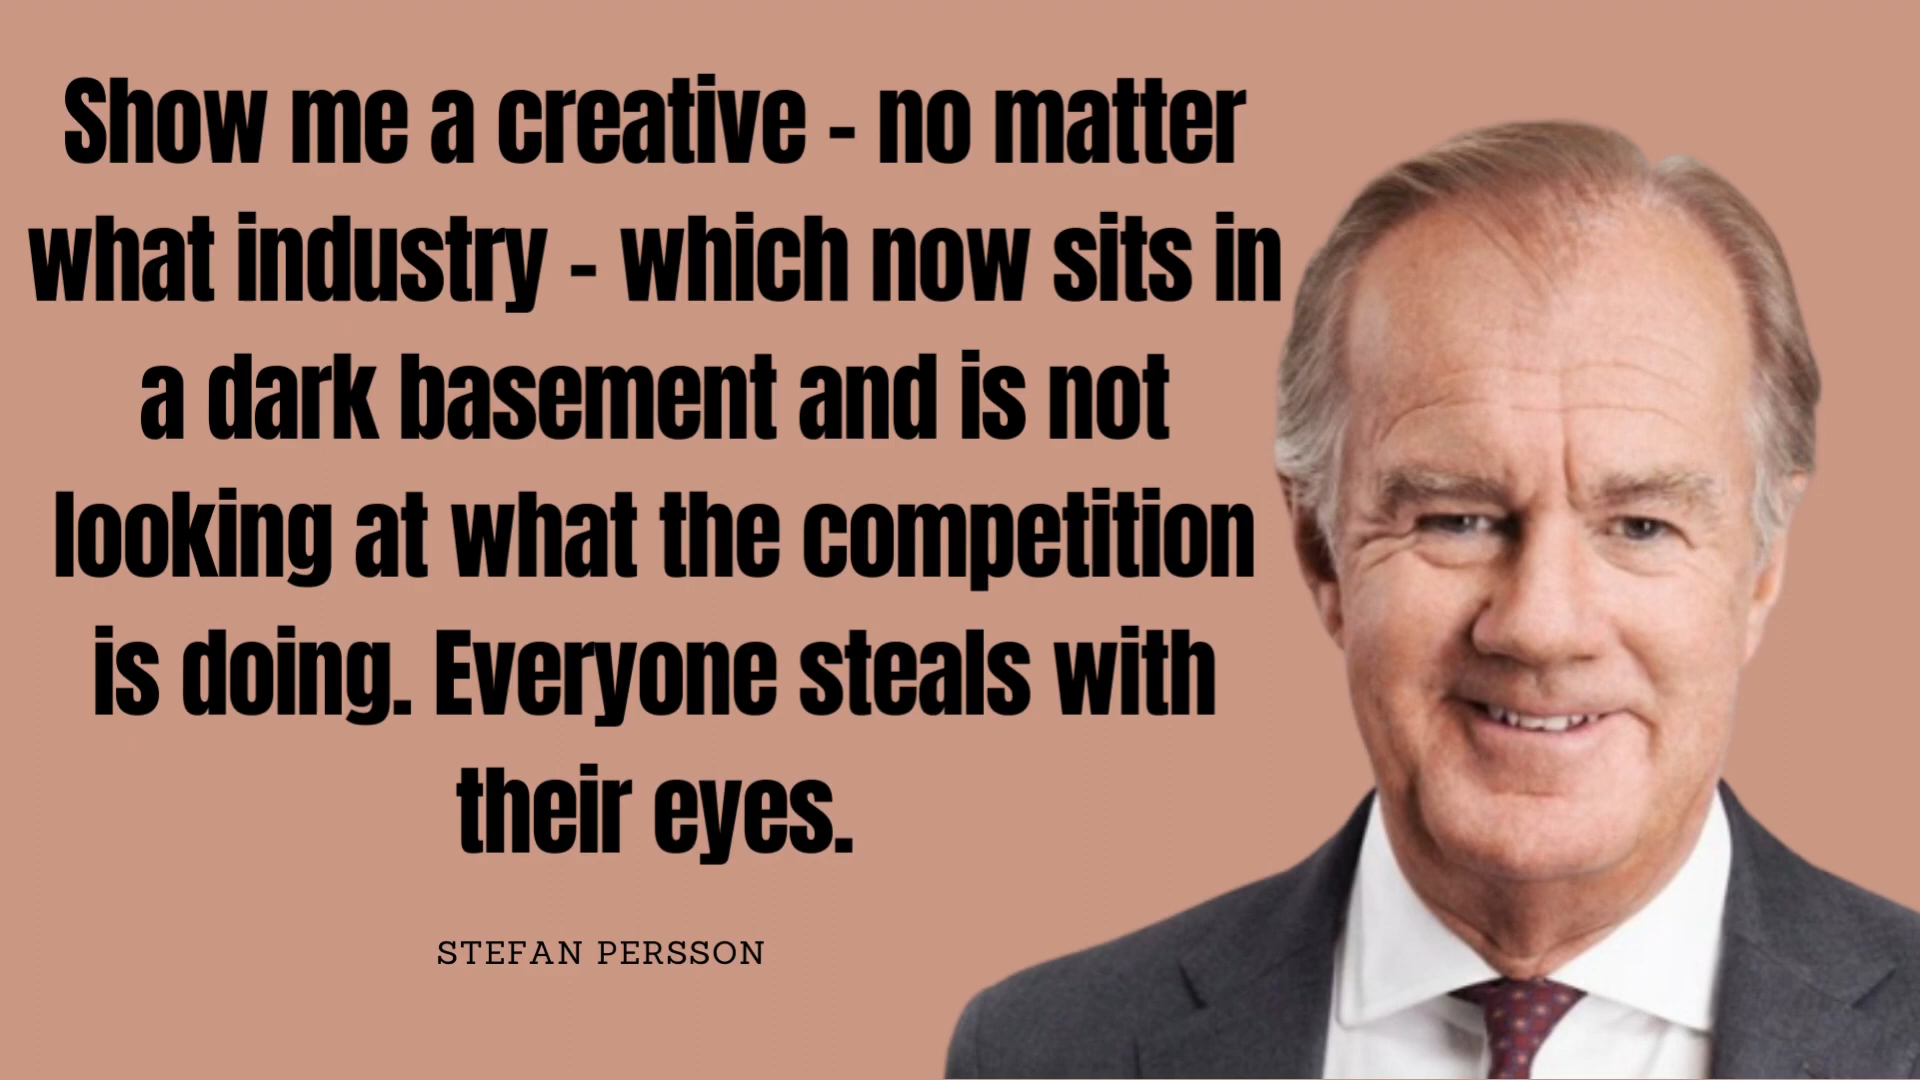 Show me a creative - no matter
what industry - which now sits in
a dark basement and is not
looking at what the competition
is doing. Everyone steals with
their eyes.
STEFAN PERSSON